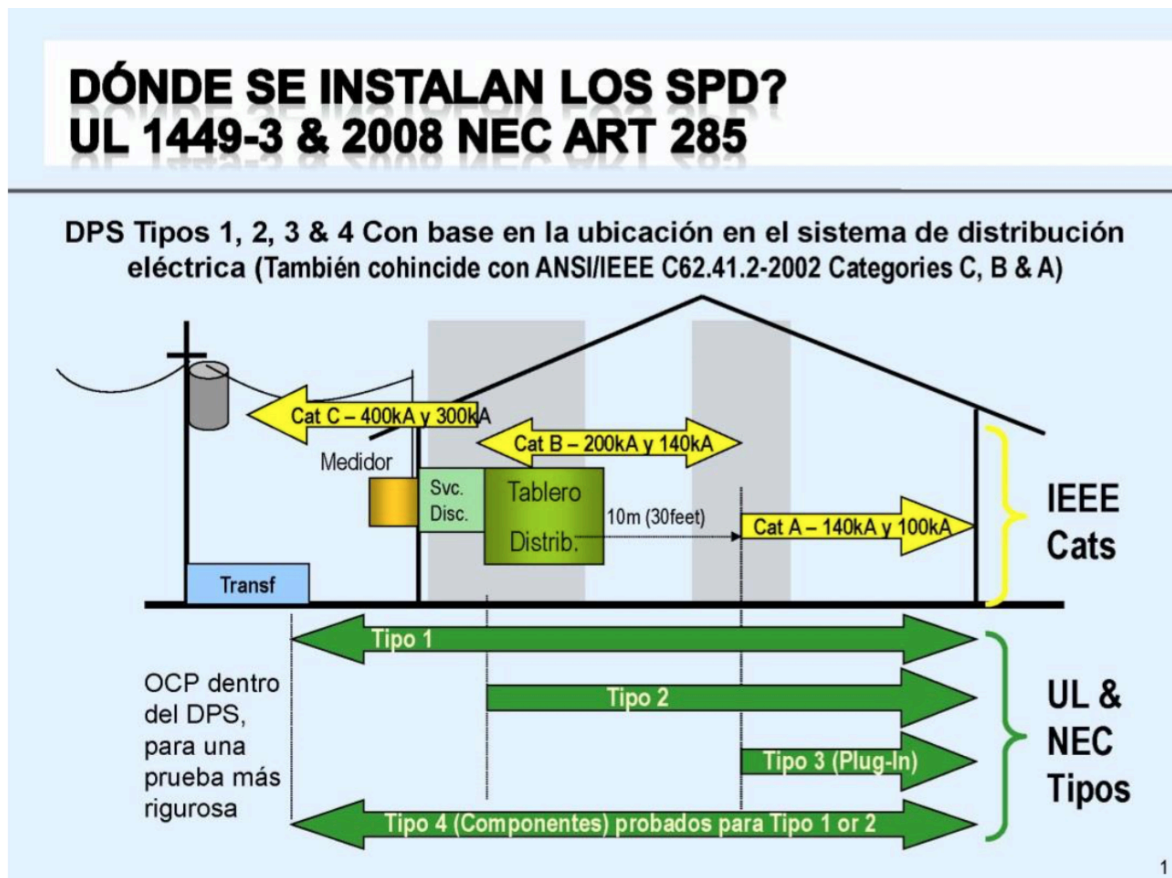 DÓNDE SE INSTALAN LOS SPD?
UL 1449-3 & 2008 NEC ART 285
DPS Tipos 1, 2, 3 & 4 Con base en la ubicación en el sistema de distribución
eléctrica (También cohincide con ANSI/IEEE C62.41.2-2002 Categories C, B & A)
Cat C – 400kA y 300kA
Cat B – 200kA y 140kA
Medidor
Svc.
Disc.
Tablero
Distrib.
10m (30feet)
Cat A – 140kA y 100kA
IEEE
Cats
Transf
Tipo 1
OCP dentro
del DPS,
para una
prueba más
rigurosa
Tipo 2
Tipo 3 (Plug-In)
Tipo 4 (Componentes) probados para Tipo 1 or 2
UL &
NEC
Tipos
1